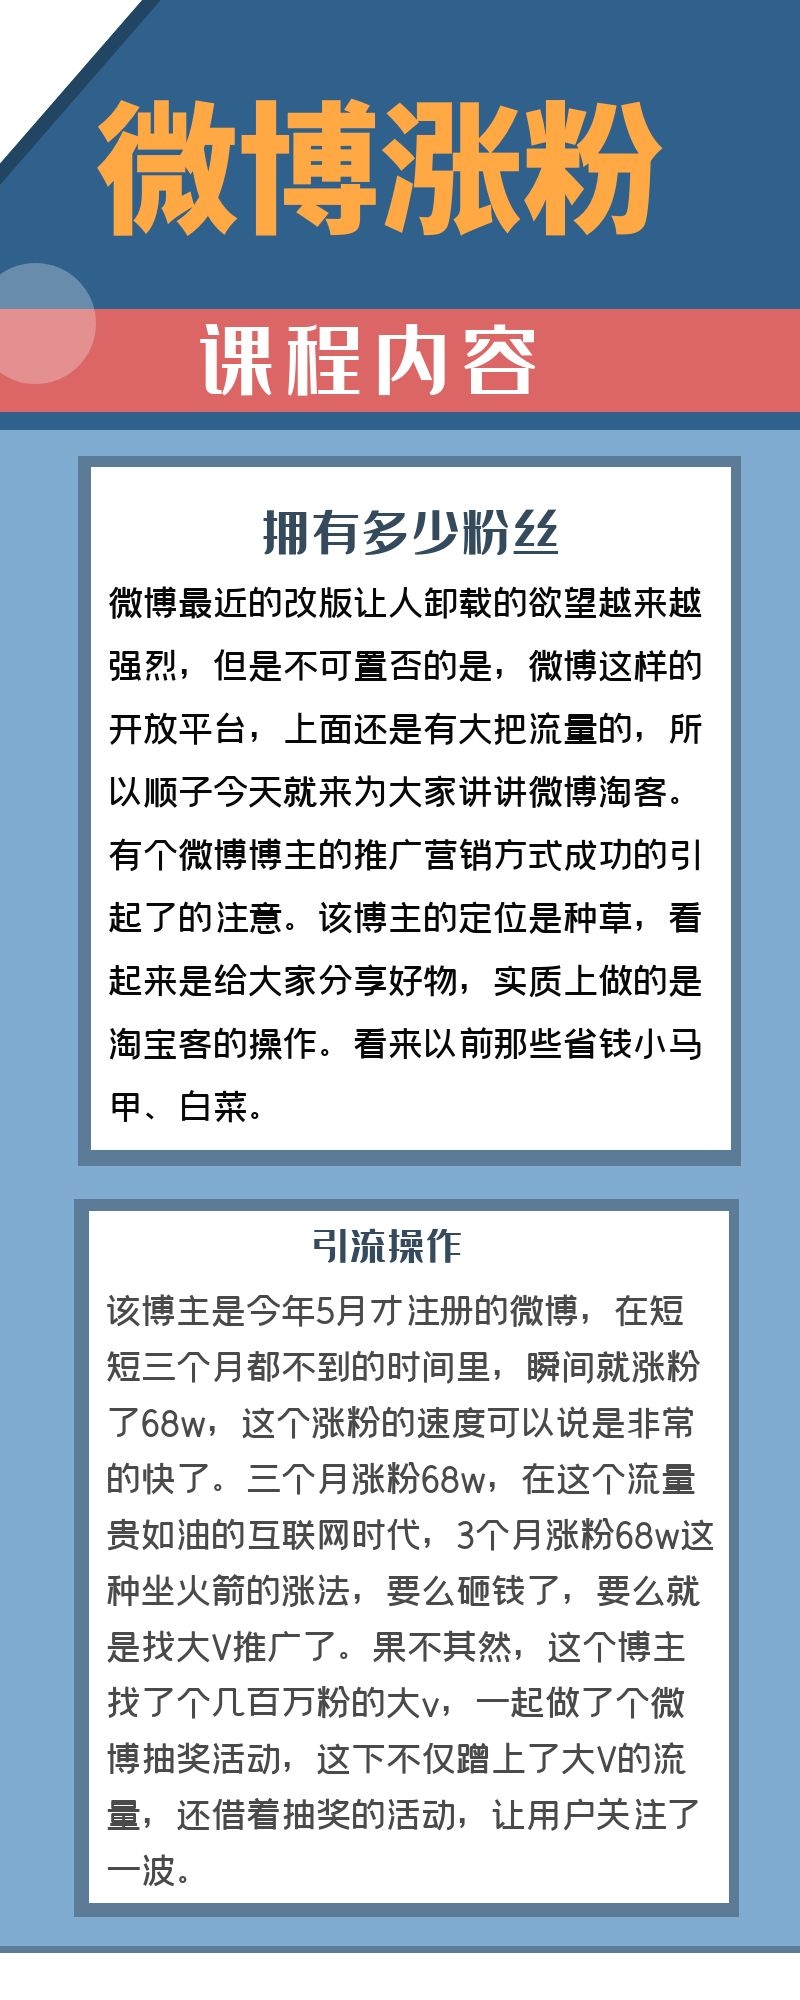 微博涨粉
课程内容
拥有多少粉丝
微博最近的改版让人卸载的欲望越来越
强烈，但是不可置否的是，微博这样的
开放平台，上面还是有大把流量的，所
以顺子今天就来为大家讲讲微博淘客。
有个微博博主的推广营销方式成功的引
起了的注意。该博主的定位是种草，看
起来是给大家分享好物，实质上做的是
淘宝客的操作。看来以前那些省钱小马
甲、白菜。
引流操作
该博主是今年5月才注册的微博，在短
短三个月都不到的时间里，瞬间就涨粉
了68w，这个涨粉的速度可以说是非常
的快了。三个月涨粉68w，在这个流量
贵如油的互联网时代，3个月涨粉68w这
种坐火箭的涨法，要么砸钱了，要么就
是找大V推广了。果不其然，这个博主
找了个几百万粉的大v，一起做了个微
博抽奖活动，这下不仅蹭上了大V的流
量，还借着抽奖的活动，让用户关注了
一波。